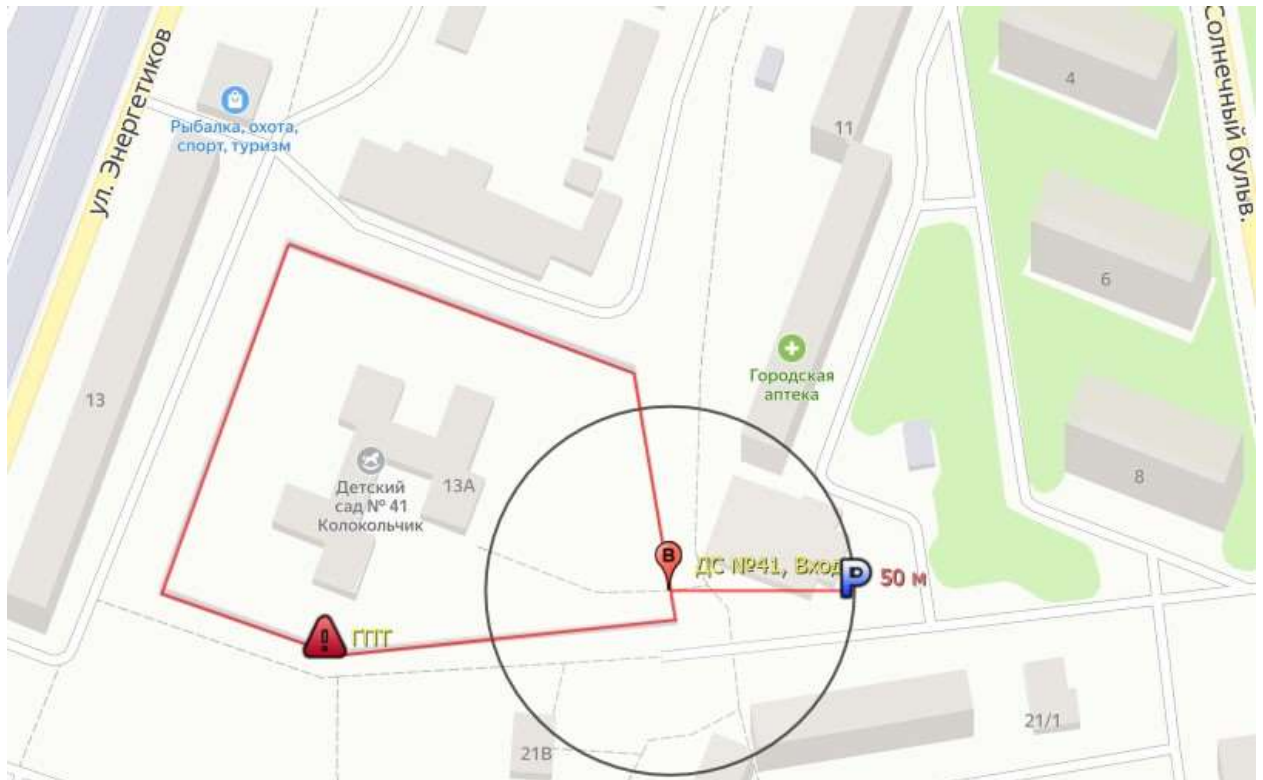 ул. Энергетиков
Рыбалка, охота,
спорт, туризм
11
4
Солнечный бульв.
6
Городская
аптека
13
8
Детский
сад № 41
Колокольчик
13А
В
ДС №41, Вход
P
50 м
!
ГПТ
21В
21/1